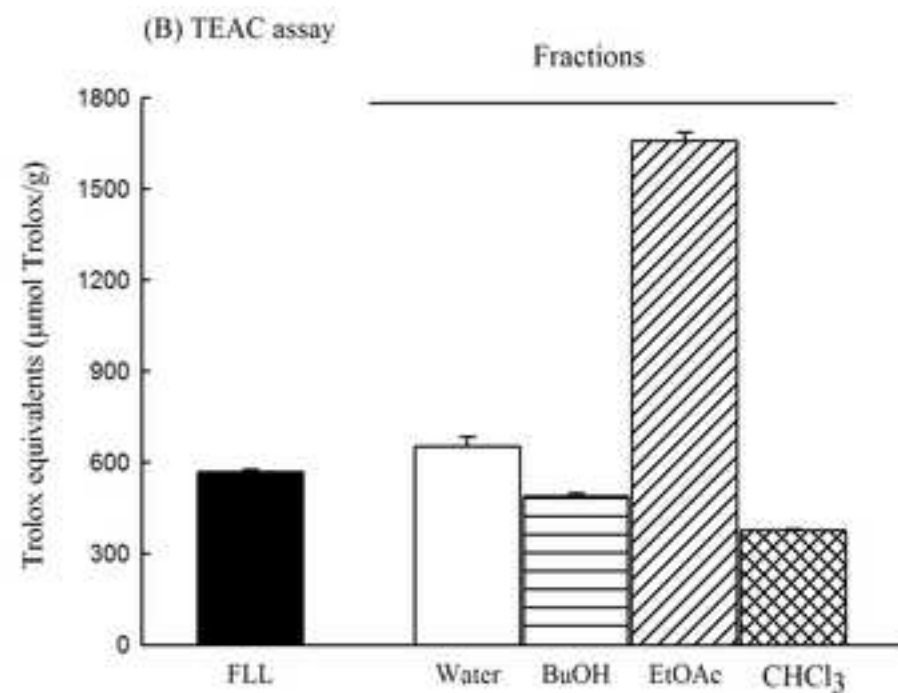 (B) TEAC assay
Fractions
Trolox equivalents (μmol Trolox/g)
1800
1500
1200
900
600
300
0
FLL Water BuOH EtOAc CHCl3